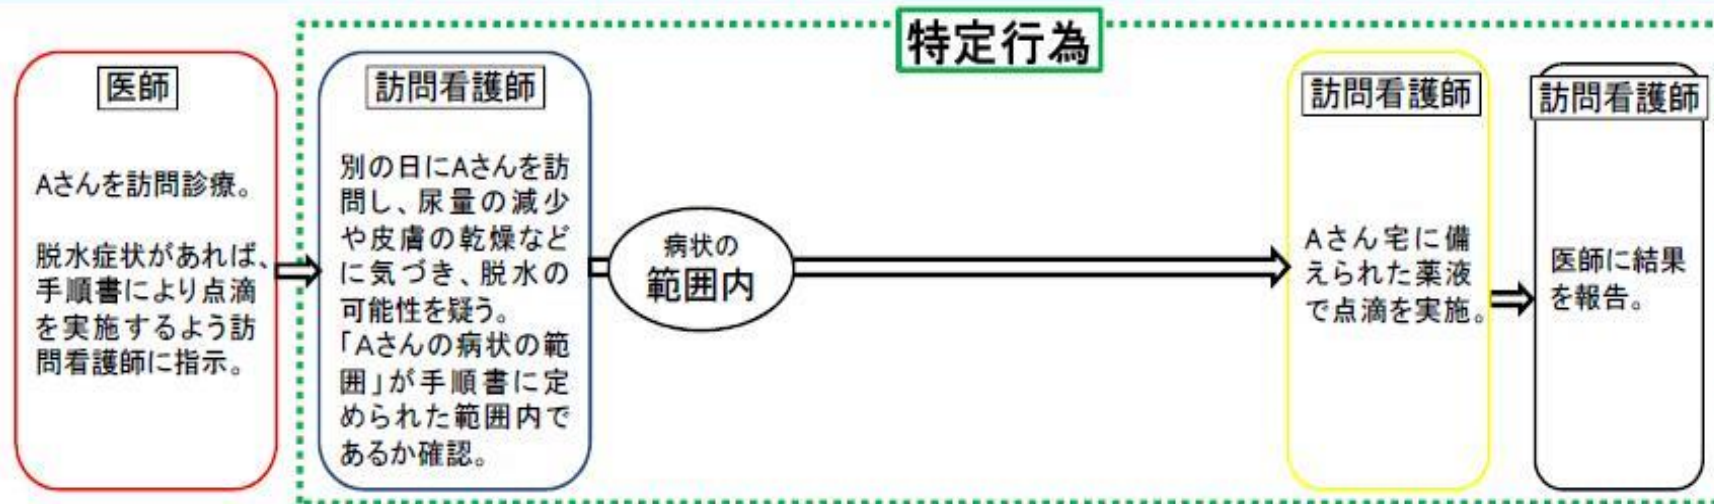 特定行為
医師
Aさんを訪問診療。
脱水症状があれば、
手順書により点滴
を実施するよう訪
問看護師に指示。
訪問看護師
別の日にAさんを訪
問し、尿量の減少
や皮膚の乾燥など
に気づき、脱水の
可能性を疑う。
「Aさんの病状の範
囲」が手順書に定
められた範囲内で
あるか確認。
病状の
範囲内
訪問看護師
Aさん宅に備
えられた薬液
で点滴を実施。
訪問看護師
医師に結果
を報告。